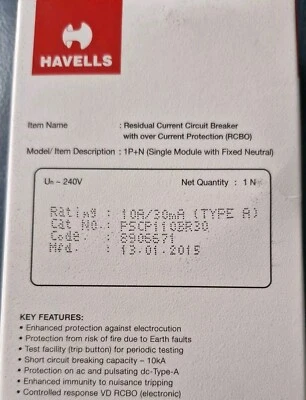 HAVELLS
Item Name : Residual Current Circuit Breaker
with over Current Protection (RCBO)
Model/ Item Description : 1P+N (Single Module with Fixed Neutral)
Un ~ 240V Net Quantity : 1 N
Rating : 10A/30mA (TYPE A)
Cat No.: PSCP110BR30
Code. : 8906671
Mfd. : 13.01.2015
KEY FEATURES:
• Enhanced protection against electrocution
• Protection from risk of fire due to Earth faults
• Test facility (trip button) for periodic testing
• Short circuit breaking capacity – 10kA
• Protection on ac and pulsating dc-Type-A
• Enhanced immunity to nuisance tripping
• Controlled response VD RCBO (electronic)